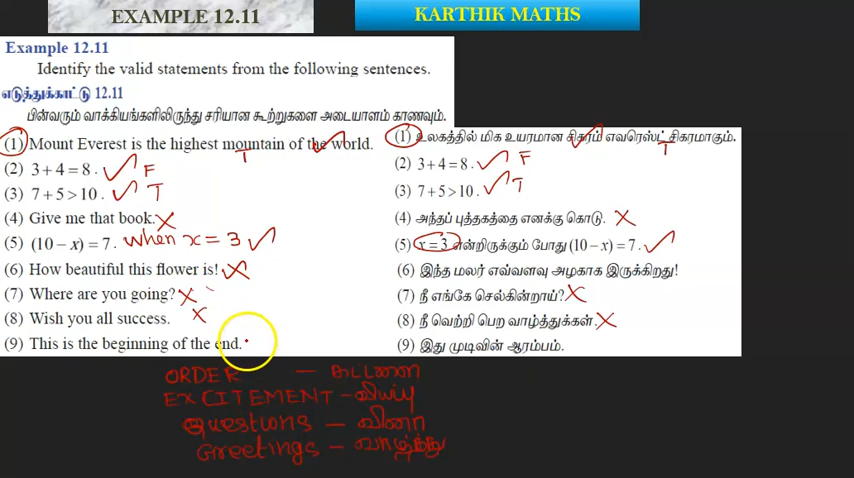 EXAMPLE 12.11
KARTHIK MATHS
Example 12.11
Identify the valid statements from the following sentences.
எடுத்துக்காட்டு 12.11
பின்வரும் வாக்கியங்களிலிருந்து சரியான கூற்றுகளை அடையாளம் காணவும்.
(1) Mount Everest is the highest mountain of the world.
T
(2) 3 + 4 = 8. F
(3) 7 + 5 > 10. T
(4) Give me that book.
(5) (10 − x) = 7. when x = 3
(6) How beautiful this flower is!
(7) Where are you going?
(8) Wish you all success.
(9) This is the beginning of the end.
(1) உலகத்தில் மிக உயரமான சிகரம் எவரெஸ்ட் சிகரமாகும்.
T
(2) 3 + 4 = 8. F
(3) 7 + 5 > 10. T
(4) அந்தப் புத்தகத்தை எனக்கு கொடு.
(5) x = 3 என்றிருக்கும் போது (10 − x) = 7.
(6) இந்த மலர் எவ்வளவு அழகாக இருக்கிறது!
(7) நீ எங்கே செல்கின்றாய்?
(8) நீ வெற்றி பெற வாழ்த்துக்கள்.
(9) இது முடிவின் ஆரம்பம்.
ORDER — கட்டளை
EXCITEMENT - வியப்பு
Questions — வினா
Greetings — வாழ்த்து